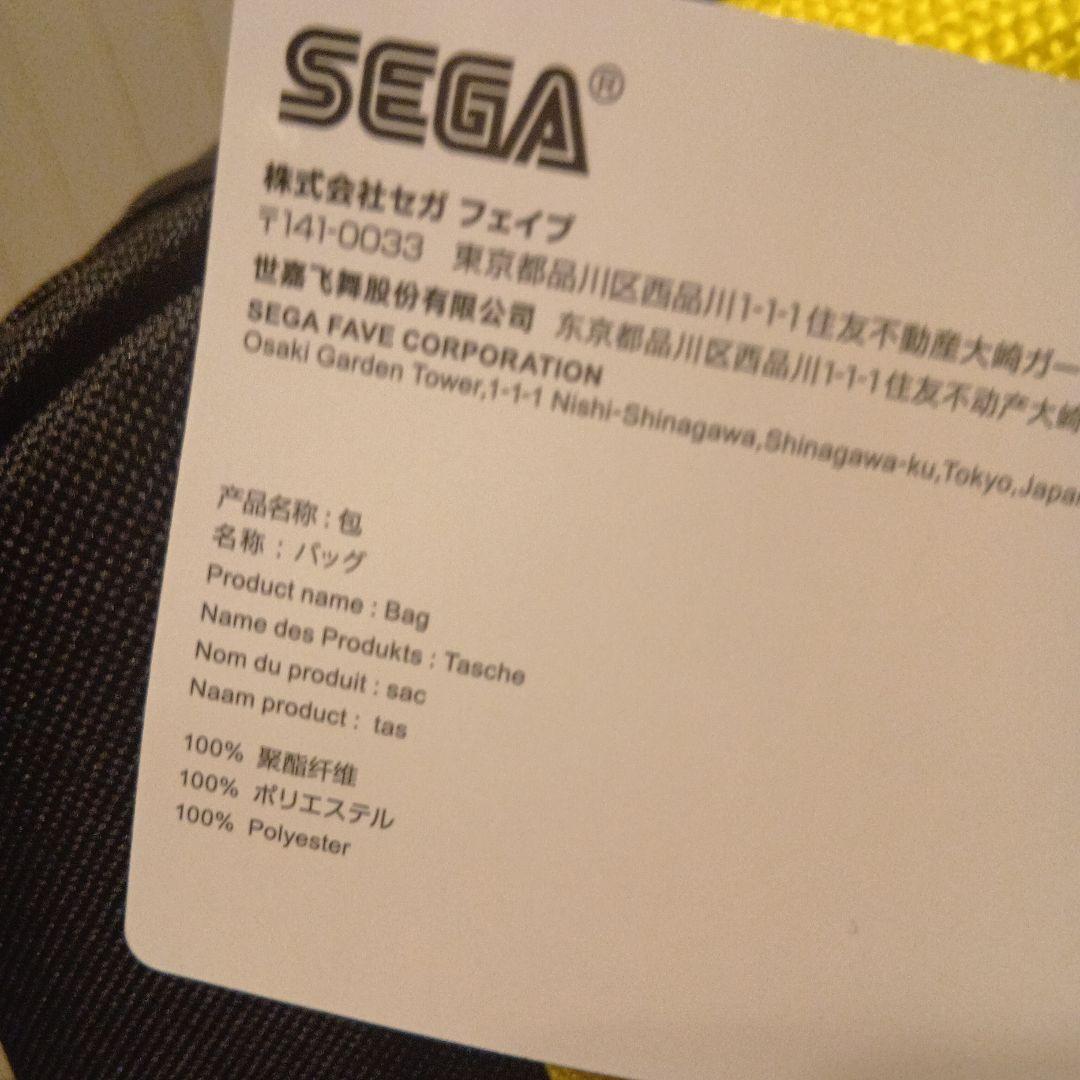 SEGA®
株式会社セガ フェイブ
〒141-0033 東京都品川区西品川1-1-1住友不動産大崎ガー
世嘉飞舞股份有限公司 东京都品川区西品川1-1-1住友不动产大崎
SEGA FAVE CORPORATION
Osaki Garden Tower,1-1-1 Nishi-Shinagawa,Shinagawa-ku,Tokyo,Japan
产品名称：包
名称：バッグ
Product name : Bag
Name des Produkts : Tasche
Nom du produit : sac
Naam product : tas
100% 聚酯纤维
100% ポリエステル
100% Polyester